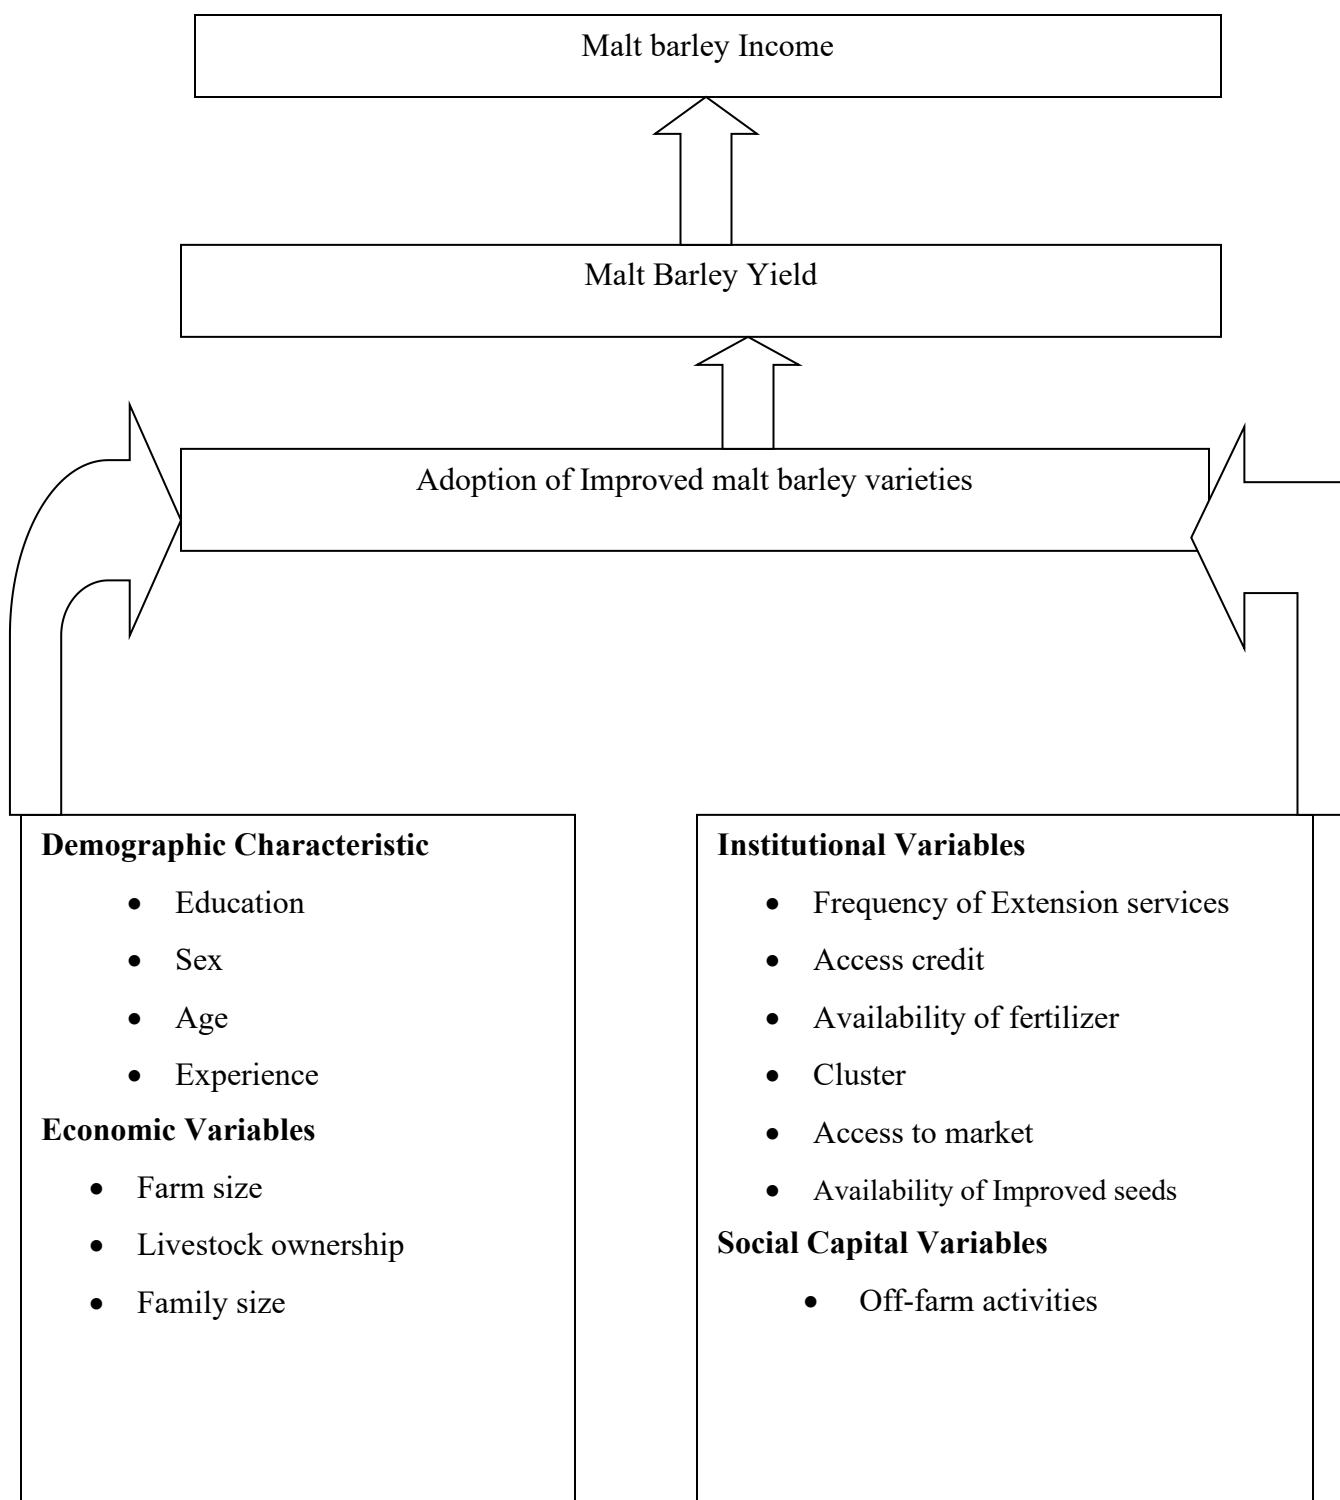 Malt barley Income
Malt Barley Yield
Adoption of Improved malt barley varieties
Demographic Characteristic
• Education
• Sex
• Age
• Experience
Economic Variables
• Farm size
• Livestock ownership
• Family size
Institutional Variables
• Frequency of Extension services
• Access credit
• Availability of fertilizer
• Cluster
• Access to market
• Availability of Improved seeds
Social Capital Variables
• Off-farm activities